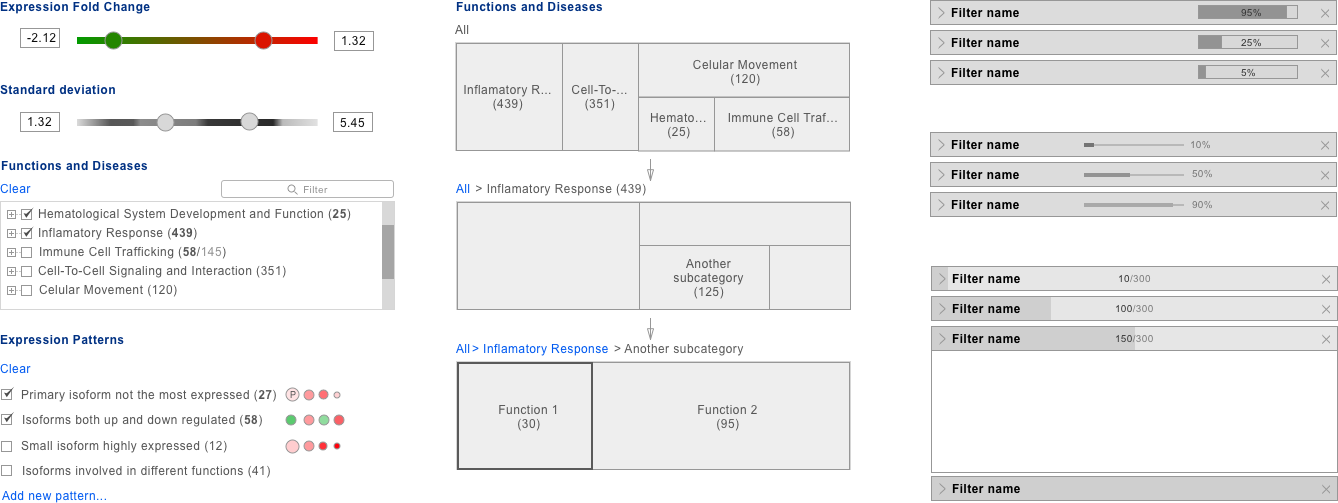 Expression Fold Change
-2.12
1.32
Standard deviation
1.32
5.45
Functions and Diseases
Clear
Filter
Hematological System Development and Function (25)
Inflamatory Response (439)
Immune Cell Trafficking (58/145)
Cell-To-Cell Signaling and Interaction (351)
Celular Movement (120)
Expression Patterns
Clear
Primary isoform not the most expressed (27)
P
Isoforms both up and down regulated (58)
Small isoform highly expressed (12)
Isoforms involved in different functions (41)
Add new pattern...
Functions and Diseases
All
Inflamatory R...
(439)
Cell-To-...
(351)
Celular Movement
(120)
Hemato...
(25)
Immune Cell Traf...
(58)
All > Inflamatory Response (439)
Another
subcategory
(125)
All > Inflamatory Response > Another subcategory
Function 1
(30)
Function 2
(95)
Filter name
95%
Filter name
25%
Filter name
5%
Filter name
10%
Filter name
50%
Filter name
90%
Filter name
10/300
Filter name
100/300
Filter name
150/300
Filter name